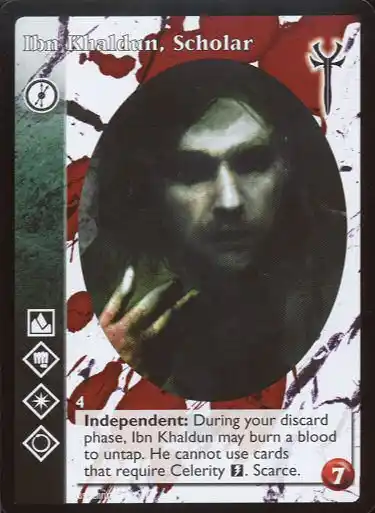 Ibn Khaldun, Scholar
4
Independent: During your discard
phase, Ibn Khaldun may burn a blood
to untap. He cannot use cards
that require Celerity . Scarce.
7